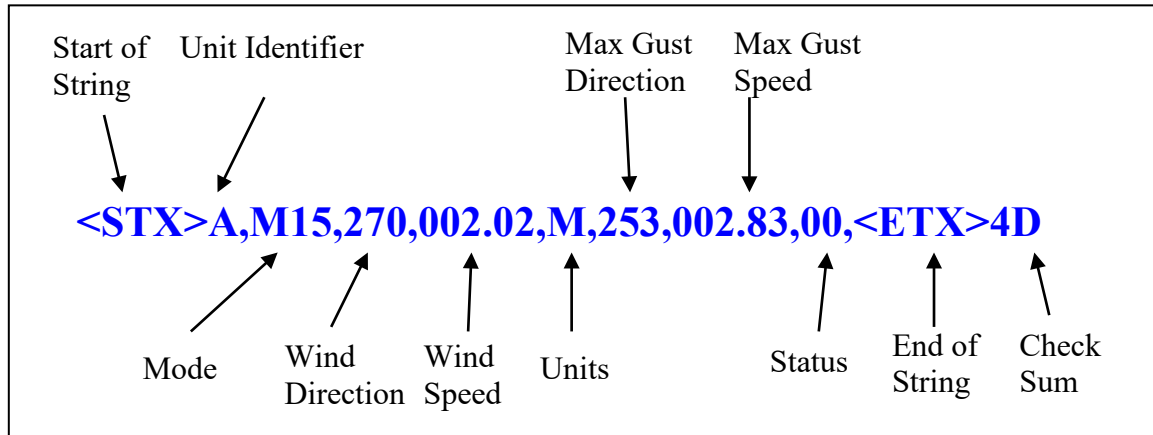 Start of
String
Unit Identifier
Max Gust
Direction
Max Gust
Speed
<STX>A,M15,270,002.02,M,253,002.83,00,<ETX>4D
Mode
Wind
Direction
Wind
Speed
Units
Status
End of
String
Check
Sum